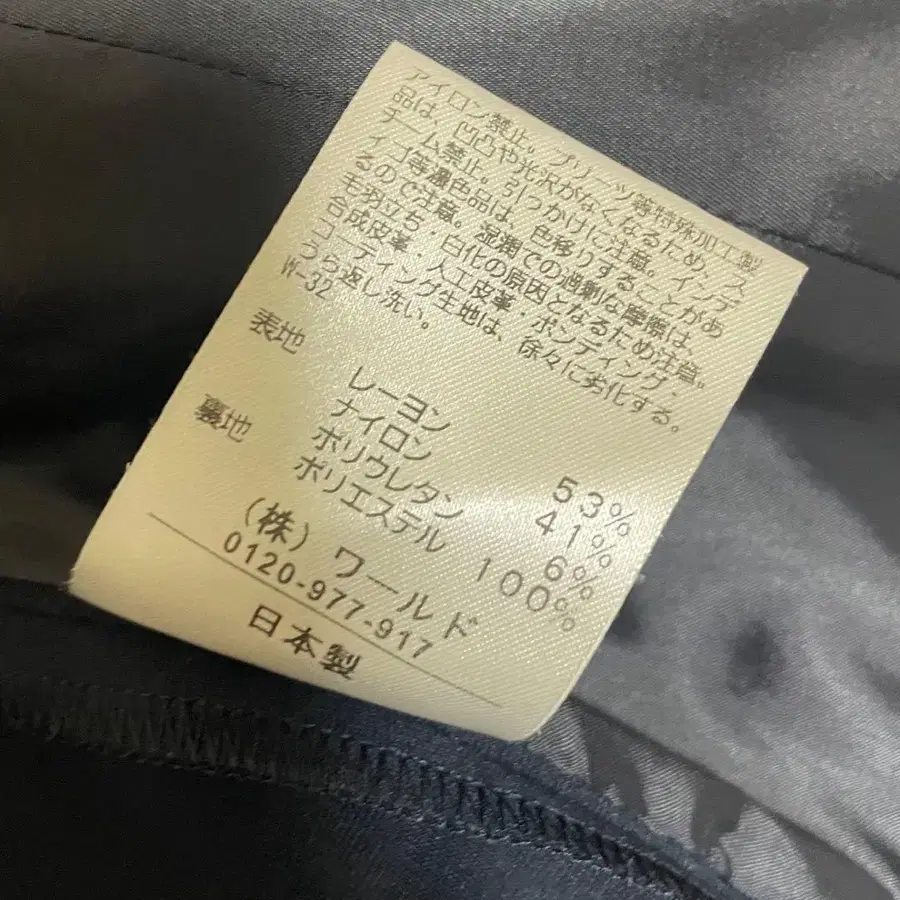 アイロン禁止。プリーツ等特殊加工製
品は、凹凸や光沢がなくなるため、ス
チーム禁止。引っかけに注意。インデ
ィゴ等濃色品は、色移りすることがあ
るので注意。湿潤での過剰な摩擦は、
毛羽立ち・白化の原因となるため注意。
合成皮革・人工皮革・ボンディング・
コーティング生地は、徐々に劣化する。
うら返し洗い。
W-32
表地
レーヨン 53%
ナイロン 41%
ポリウレタン 6%
裏地 ポリエステル 100%
(株)ワールド
0120-977-917
日本製